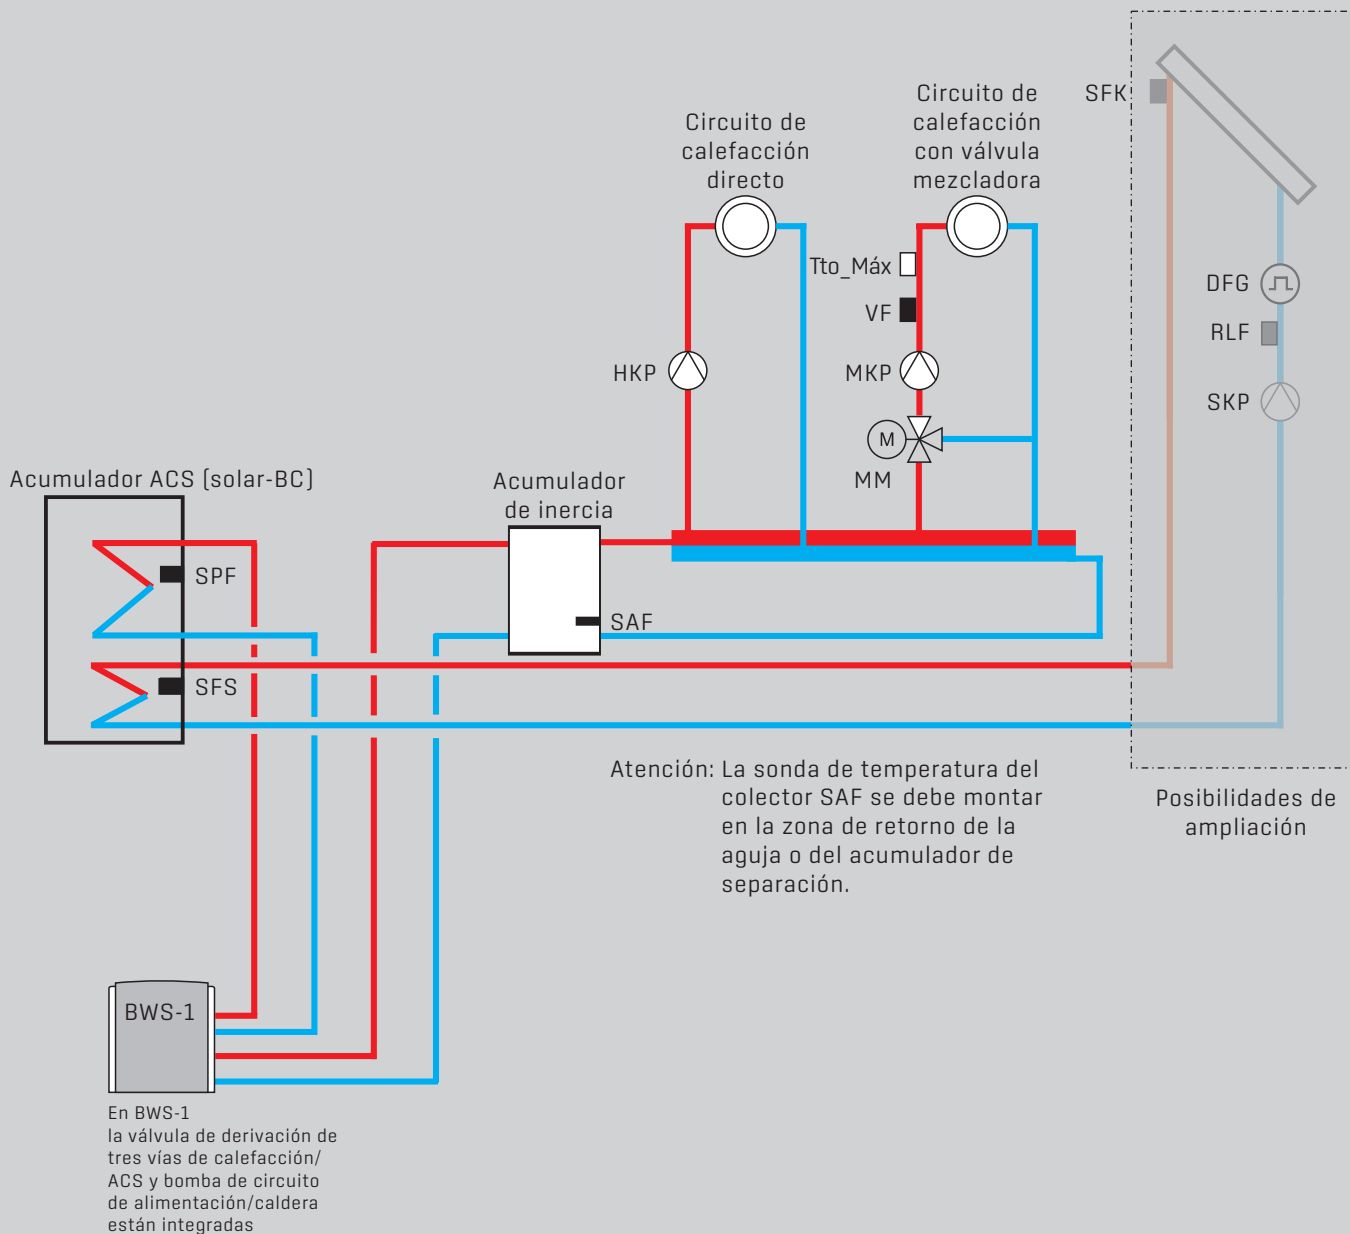 SFK
Circuito de
calefacción
directo
Circuito de
calefacción
con válvula
mezcladora
Tto_Máx
VF
HKP
MKP
M
MM
DFG
RLF
SKP
Acumulador ACS (solar-BC)
SPF
SFS
Acumulador
de inercia
SAF
Atención: La sonda de temperatura del
colector SAF se debe montar
en la zona de retorno de la
aguja o del acumulador de
separación.
Posibilidades de
ampliación
BWS-1
En BWS-1
la válvula de derivación de
tres vías de calefacción/
ACS y bomba de circuito
de alimentación/caldera
están integradas